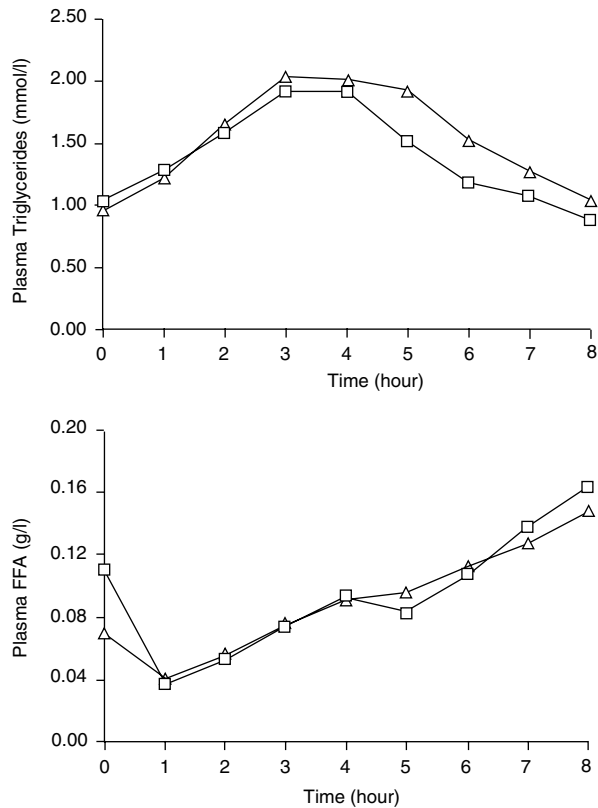 Plasma Triglycerides (mmol/l)
2.50
2.00
1.50
1.00
0.50
0.00
0 1 2 3 4 5 6 7 8
Time (hour)
Plasma FFA (g/l)
0.20
0.16
0.12
0.08
0.04
0.00
0 1 2 3 4 5 6 7 8
Time (hour)